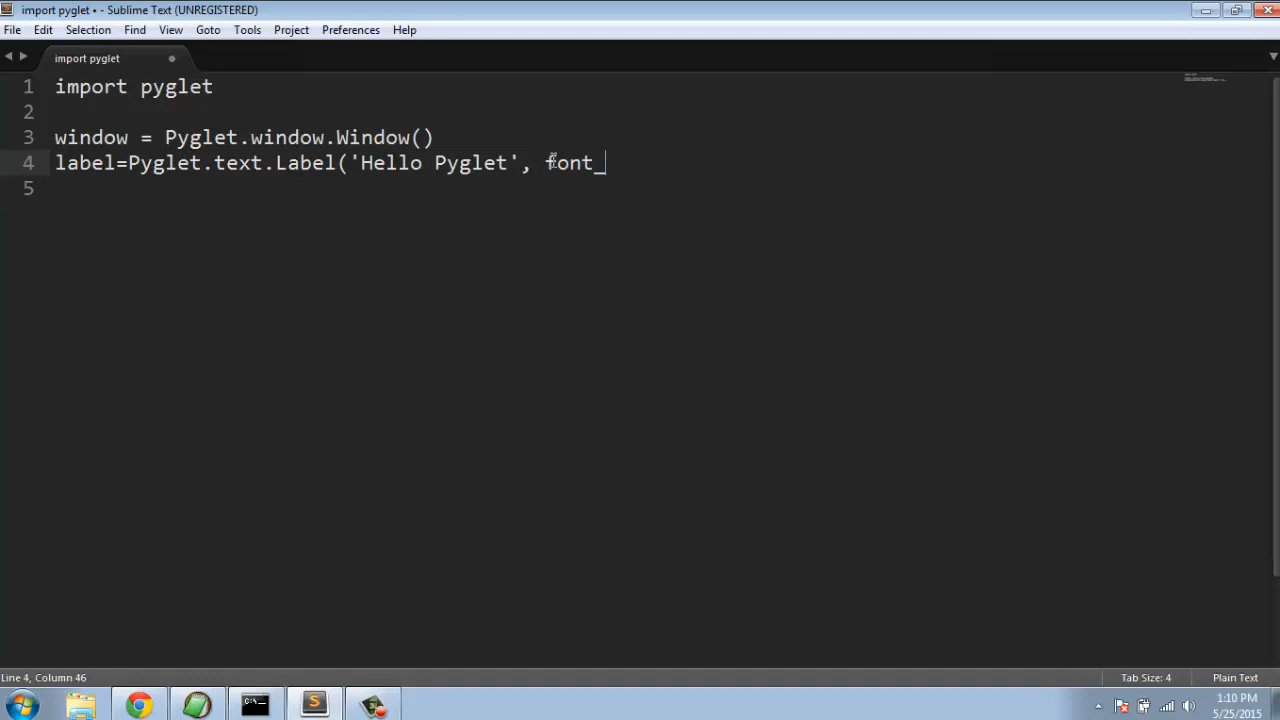 import pyglet • - Sublime Text (UNREGISTERED)
File Edit Selection Find View Goto Tools Project Preferences Help
import pyglet
1 import pyglet
2
3 window = Pyglet.window.Window()
4 label=Pyglet.text.Label('Hello Pyglet', font_
5
Line 4, Column 46 Tab Size: 4 Plain Text
C:\_
S
1:10 PM
5/25/2015